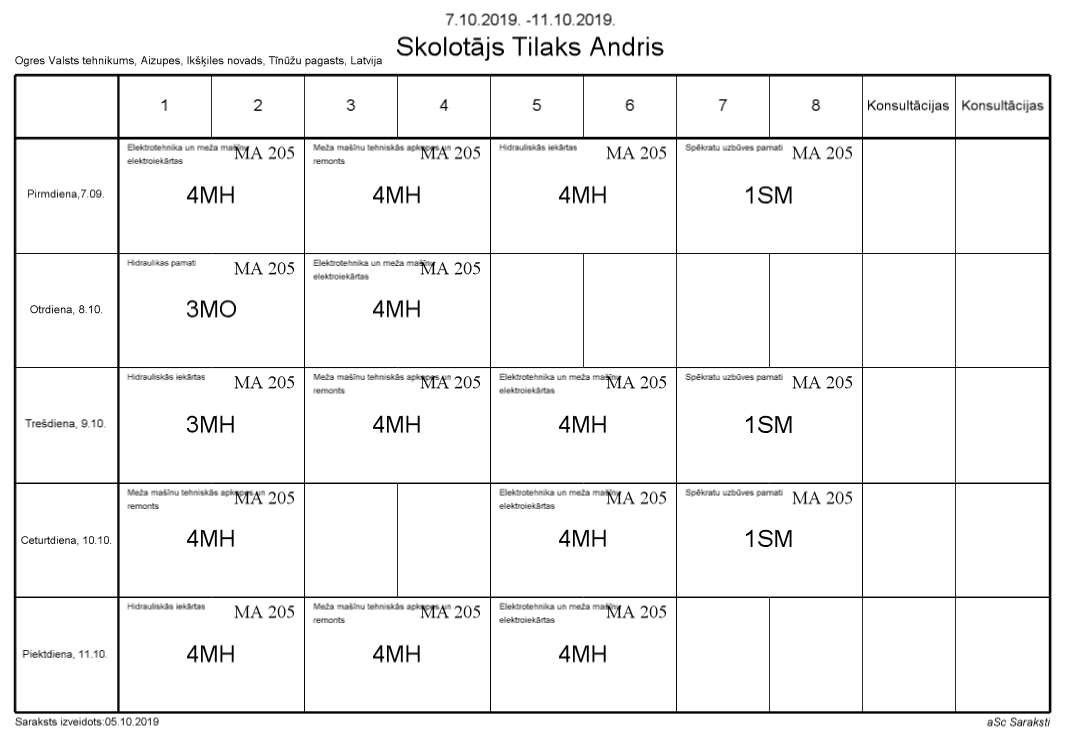 7.10.2019. -11.10.2019.
Skolotājs Tilaks Andris
Ogres Valsts tehnikums, Aizupes, Ikšķiles novads, Tīnūžu pagasts, Latvija
1 2 3 4 5 6 7 8 Konsultācijas Konsultācijas
Pirmdiena,7.09.
Elektrotehnika un meža mašīnu
elektroiekārtas
MA 205
4MH
Meža mašīnu tehniskās apkopes un
remonts
MA 205
4MH
Hidrauliskās iekārtas
MA 205
4MH
Spēkratu uzbūves pamati
MA 205
1SM
Otrdiena, 8.10.
Hidraulikas pamati
MA 205
3MO
Elektrotehnika un meža mašīnu
elektroiekārtas
MA 205
4MH
Trešdiena, 9.10.
Hidrauliskās iekārtas
MA 205
3MH
Meža mašīnu tehniskās apkopes un
remonts
MA 205
4MH
Elektrotehnika un meža mašīnu
elektroiekārtas
MA 205
4MH
Spēkratu uzbūves pamati
MA 205
1SM
Ceturtdiena, 10.10.
Meža mašīnu tehniskās apkopes un
remonts
MA 205
4MH
Elektrotehnika un meža mašīnu
elektroiekārtas
MA 205
4MH
Spēkratu uzbūves pamati
MA 205
1SM
Piektdiena, 11.10.
Hidrauliskās iekārtas
MA 205
4MH
Meža mašīnu tehniskās apkopes un
remonts
MA 205
4MH
Elektrotehnika un meža mašīnu
elektroiekārtas
MA 205
4MH
Saraksts izveidots:05.10.2019
aSc Saraksti